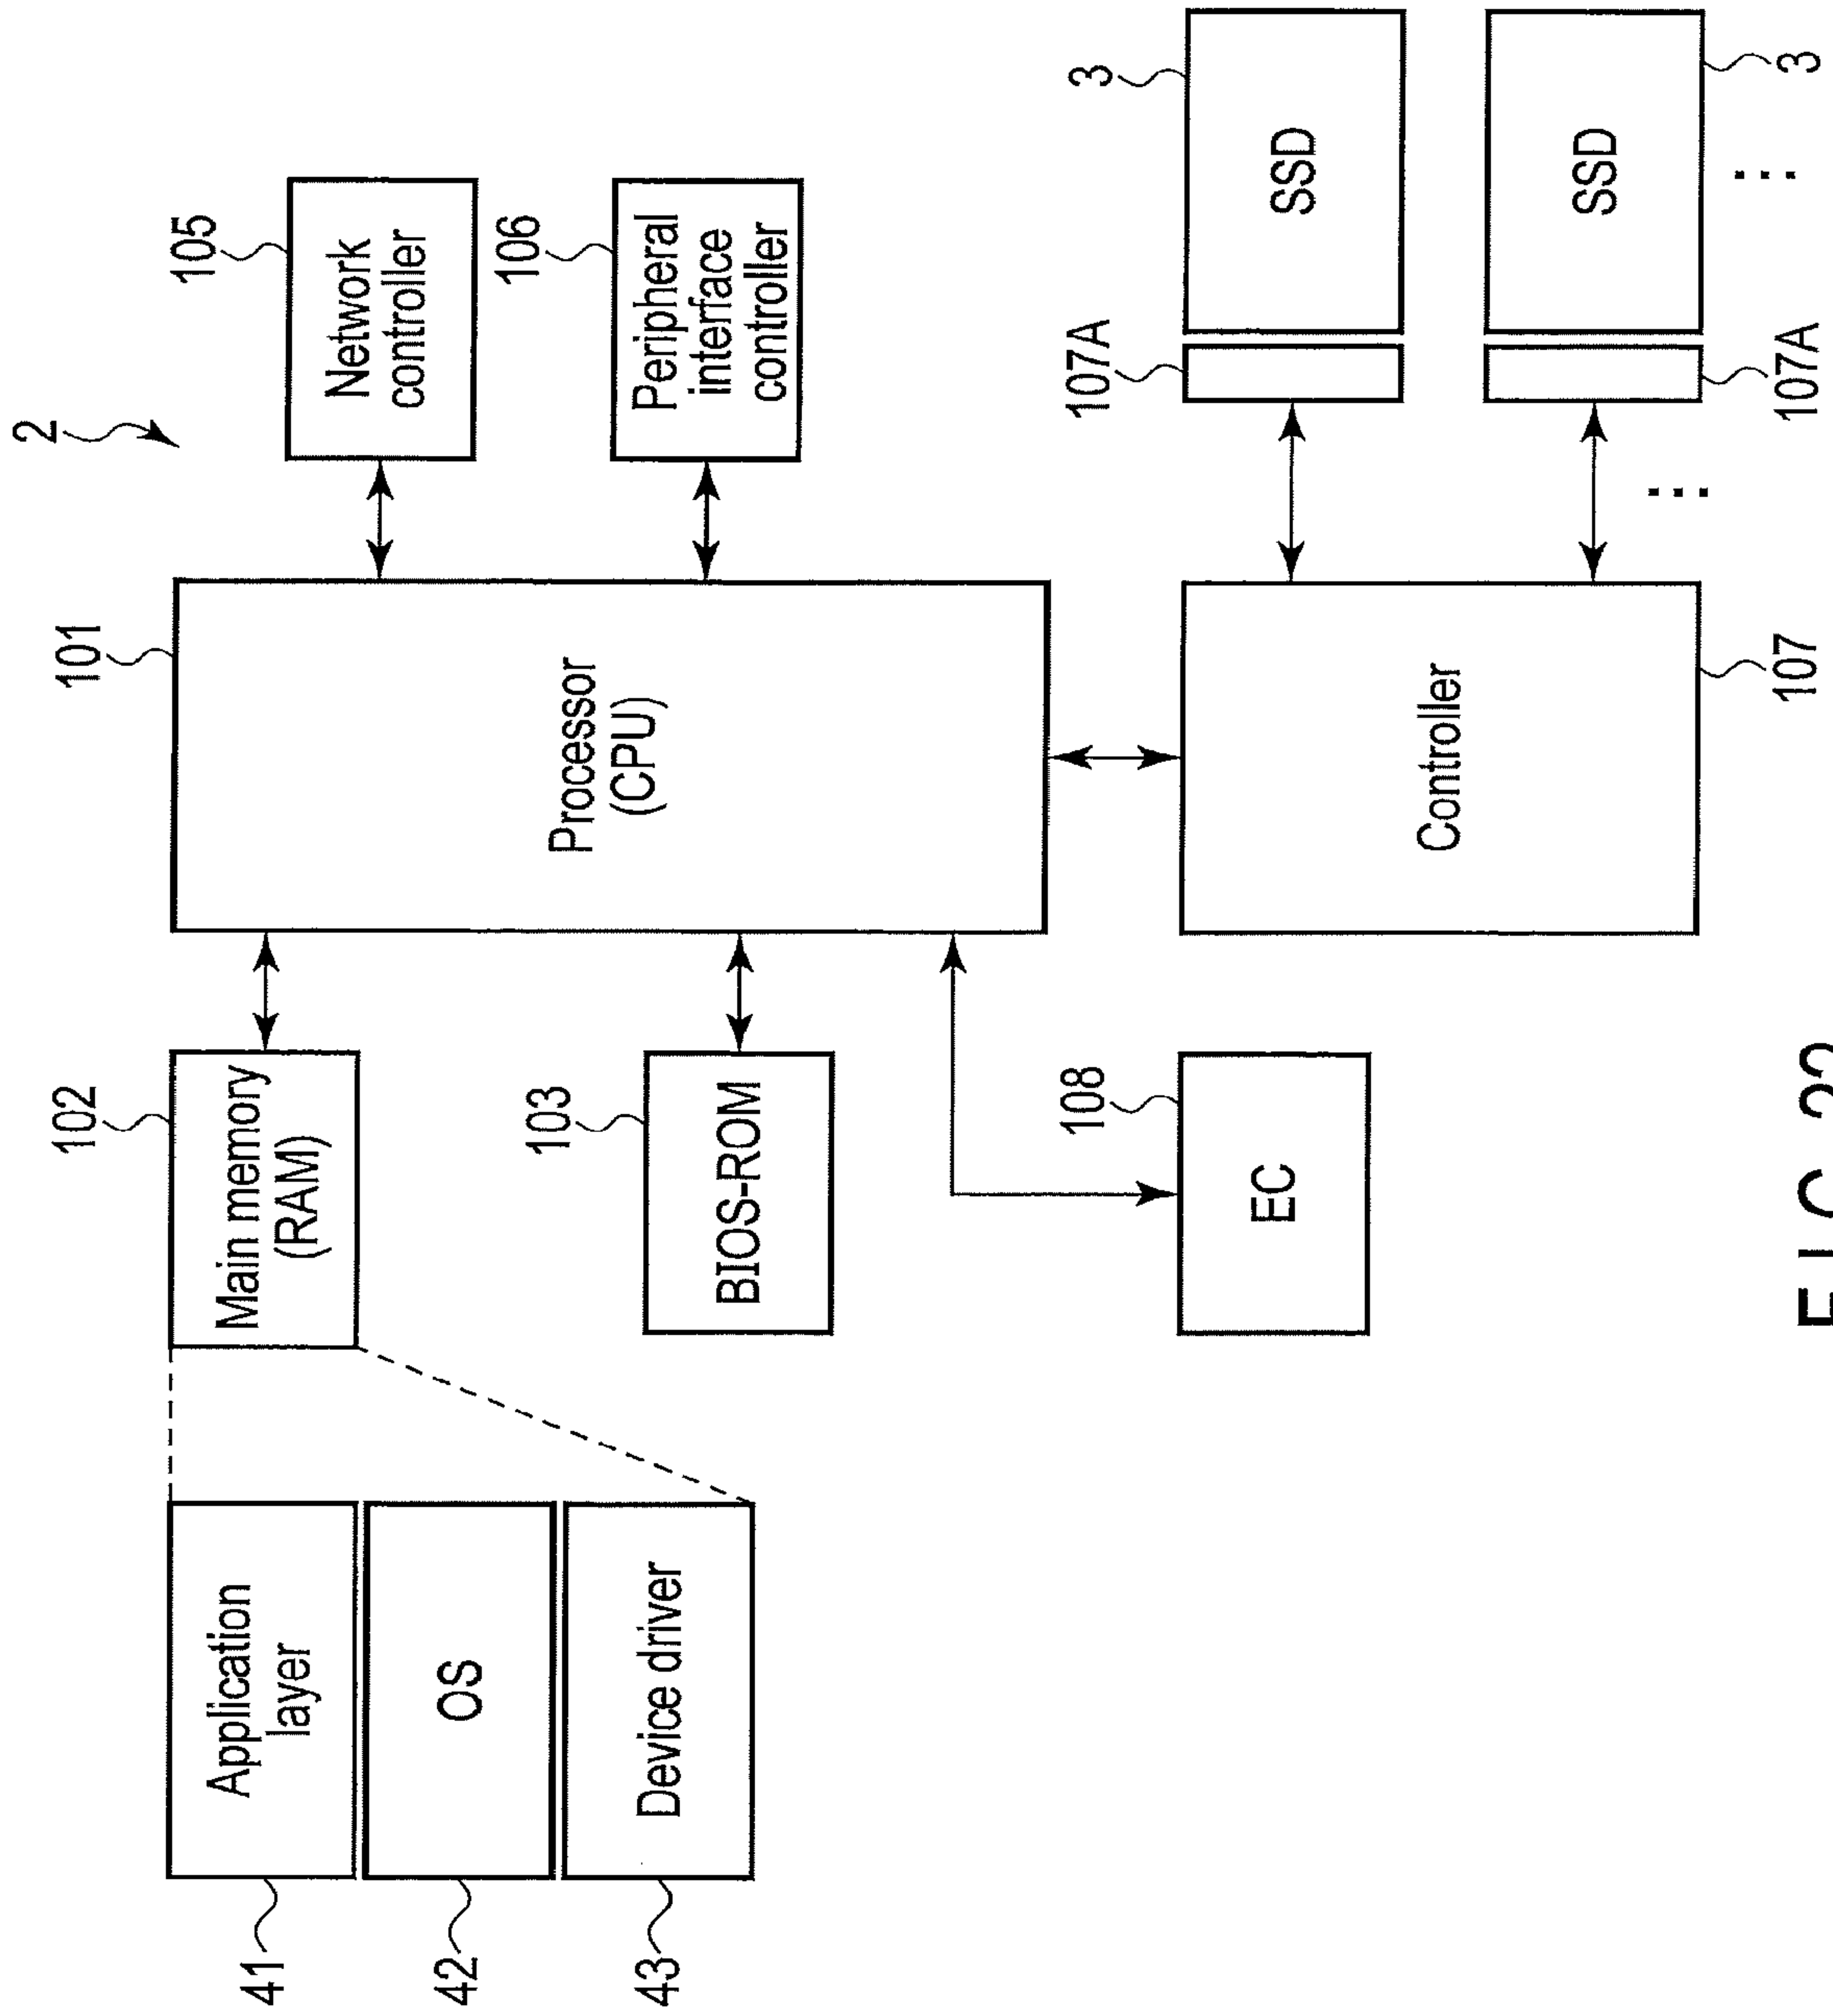 2
102
101
41
Application
layer
Main memory
(RAM)
105
Network
controller
42
OS
103
Processor
(CPU)
106
43
Device driver
BIOS-ROM
Peripheral
interface
controller
108
107A
3
EC
SSD
Controller
SSD
107
107A
3